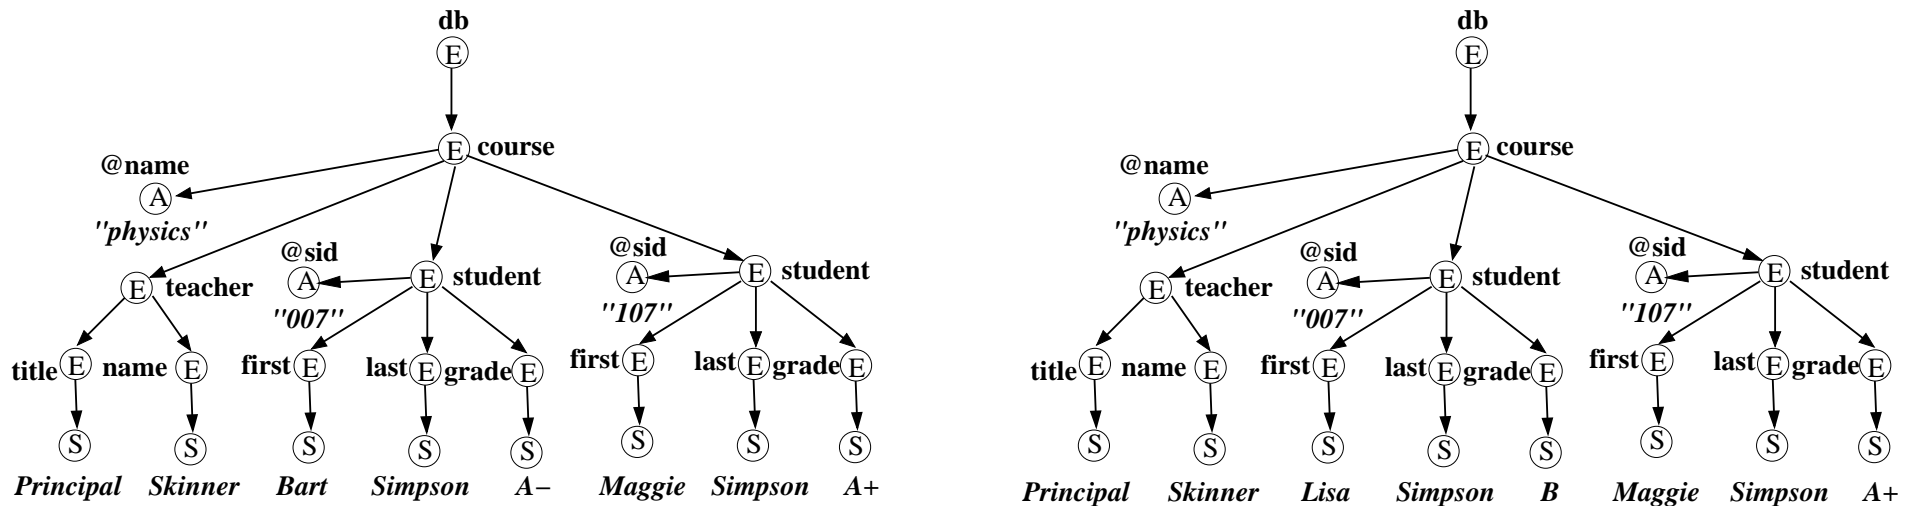 db
E
E course
@name
A
"physics"
E teacher
@sid
A
"007"
E student
@sid
A
"107"
E student
title E
name E
first E
last E
grade E
first E
last E
grade E
S S S S S S S S
Principal Skinner Bart Simpson A− Maggie Simpson A+
db
E
E course
@name
A
"physics"
E teacher
@sid
A
"007"
E student
@sid
A
"107"
E student
title E
name E
first E
last E
grade E
first E
last E
grade E
S S S S S S S S
Principal Skinner Lisa Simpson B Maggie Simpson A+